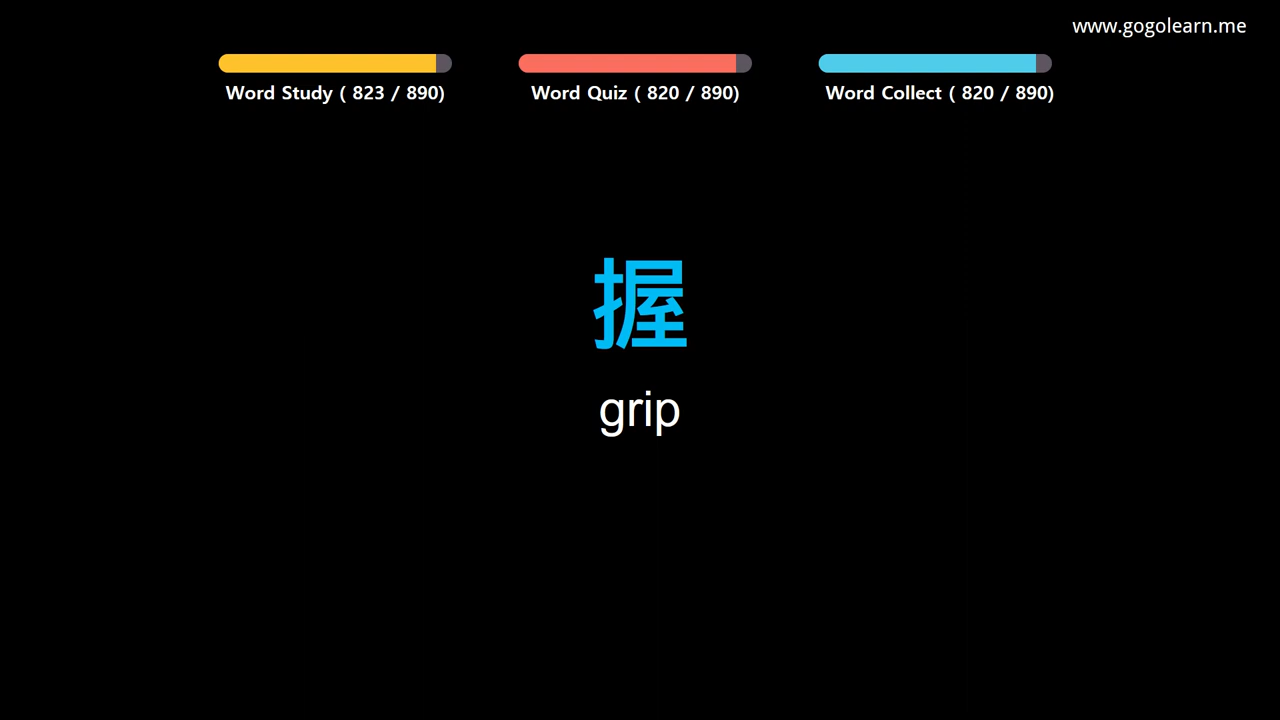 www.gogolearn.me
Word Study ( 823 / 890)
Word Quiz ( 820 / 890)
Word Collect ( 820 / 890)
握
grip